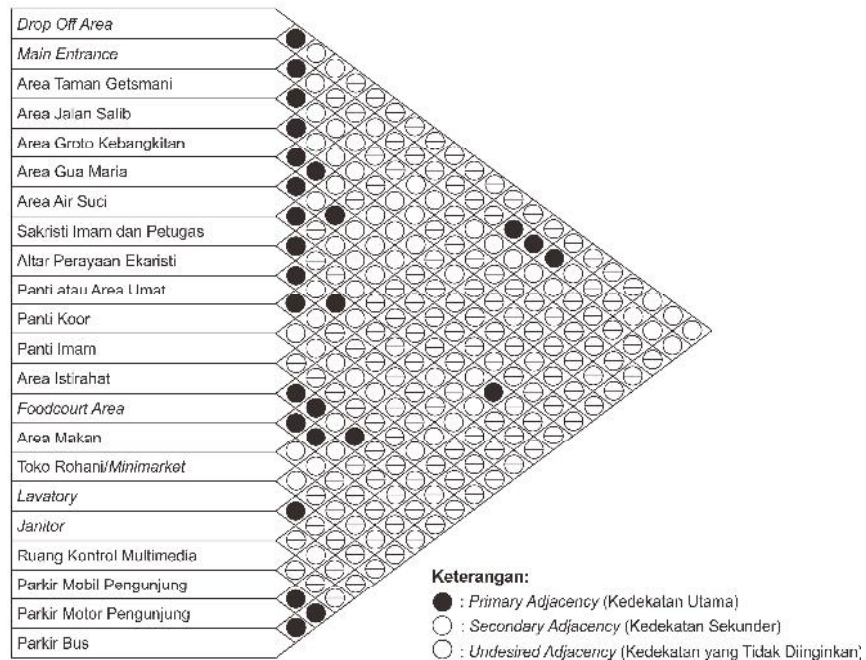 Drop Off Area
Main Entrance
Area Taman Getsmani
Area Jalan Salib
Area Groto Kebangkitan
Area Gua Maria
Area Air Suci
Sakristi Imam dan Petugas
Altar Perayaan Ekaristi
Panti atau Area Umat
Panti Koor
Panti Imam
Area Istirahat
Foodcourt Area
Area Makan
Toko Rohani/Minimarket
Lavatory
Janitor
Ruang Kontrol Multimedia
Parkir Mobil Pengunjung
Parkir Motor Pengunjung
Parkir Bus
Keterangan:
: Primary Adjacency (Kedekatan Utama)
: Secondary Adjacency (Kedekatan Sekunder)
: Undesired Adjacency (Kedekatan yang Tidak Diinginkan)